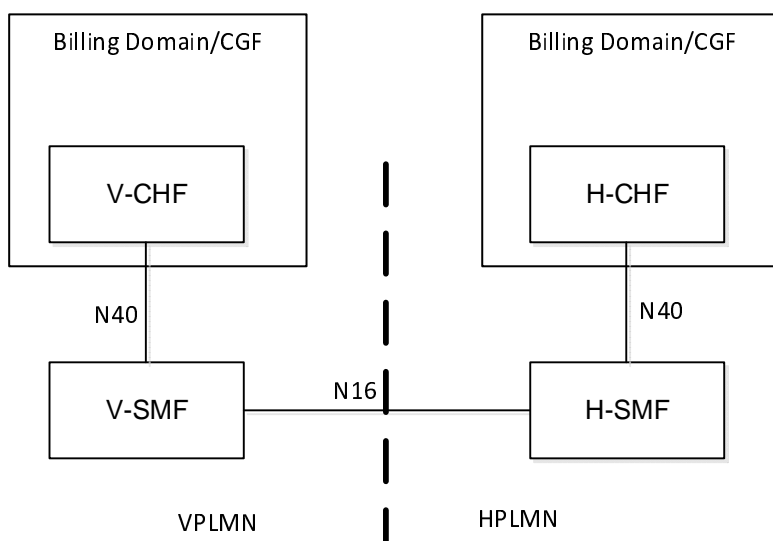 Billing Domain/CGF
Billing Domain/CGF
V-CHF
H-CHF
N40
N40
V-SMF
N16
H-SMF
VPLMN
HPLMN